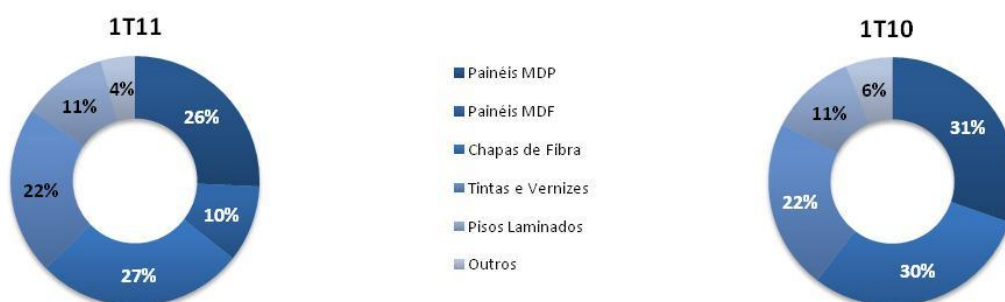 1T11
4%
11%
26%
22%
10%
27%
Painéis MDP
Painéis MDF
Chapas de Fibra
Tintas e Vernizes
Pisos Laminados
Outros
1T10
6%
11%
31%
22%
30%